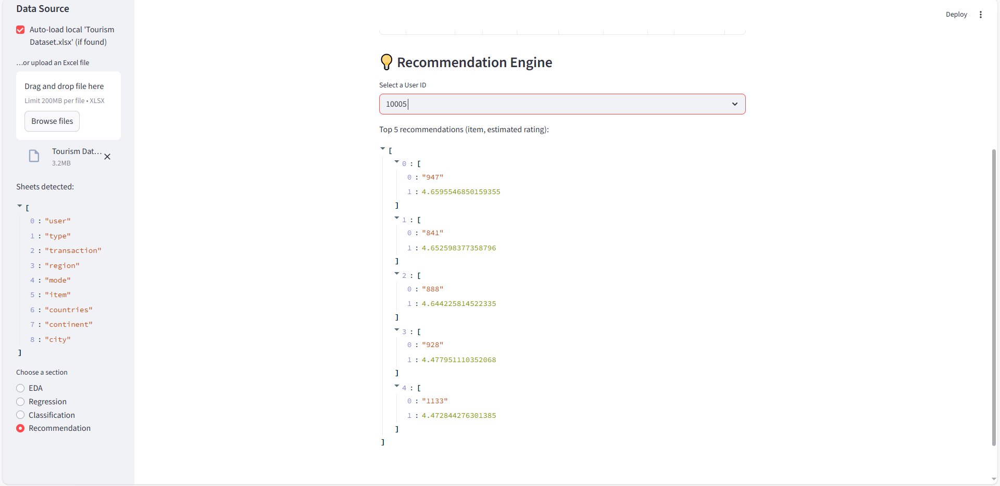 Data Source
Auto-load local 'Tourism
Dataset.xlsx' (if found)
...or upload an Excel file
Drag and drop file here
Limit 200MB per file • XLSX
Browse files
Tourism Dat...
3.2MB
Sheets detected:
[
0 : "user"
1 : "type"
2 : "transaction"
3 : "region"
4 : "mode"
5 : "item"
6 : "countries"
7 : "continent"
8 : "city"
]
Choose a section
EDA
Regression
Classification
Recommendation
Deploy
Recommendation Engine
Select a User ID
10005
Top 5 recommendations (item, estimated rating):
[
0 : [
0 : "947"
1 : 4.6595546850159355
]
1 : [
0 : "841"
1 : 4.652598377358796
]
2 : [
0 : "888"
1 : 4.644225814522335
]
3 : [
0 : "928"
1 : 4.477951110352068
]
4 : [
0 : "1133"
1 : 4.472844276301385
]
]